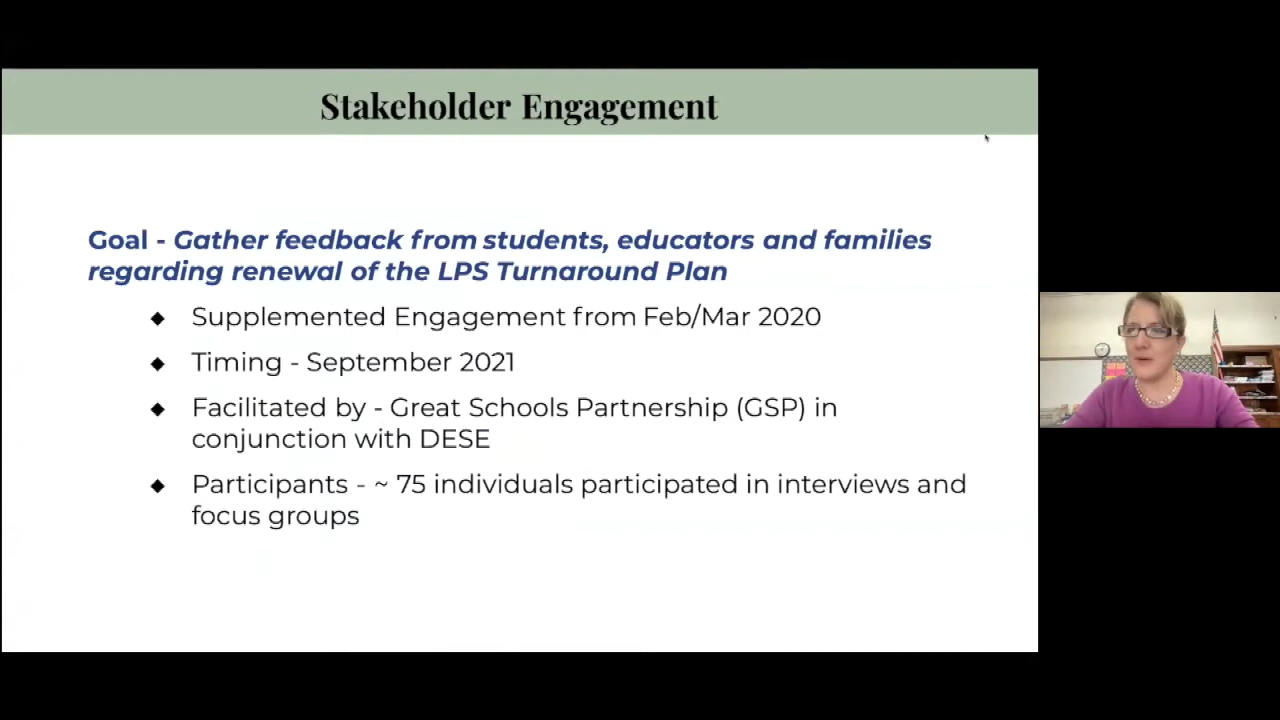 Stakeholder Engagement
Goal - Gather feedback from students, educators and families
regarding renewal of the LPS Turnaround Plan
◆ Supplemented Engagement from Feb/Mar 2020
◆ Timing - September 2021
◆ Facilitated by - Great Schools Partnership (GSP) in
conjunction with DESE
◆ Participants - ~ 75 individuals participated in interviews and
focus groups